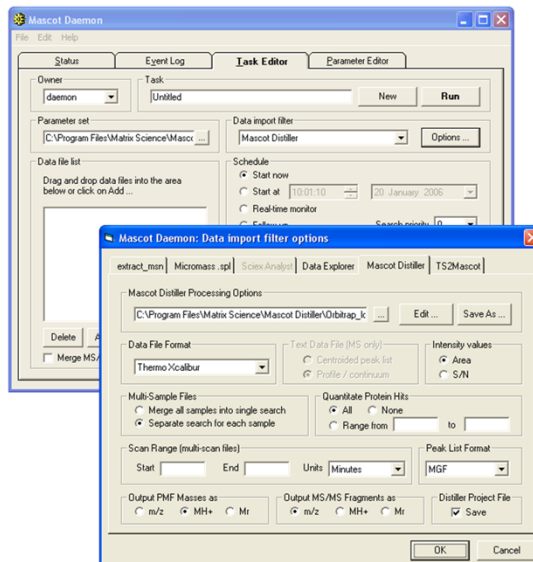 Mascot Daemon
File Edit Help
Status Event Log Task Editor Parameter Editor
Owner Task
daemon Untitled New Run
Parameter set Data import filter
C:\Program Files\Matrix Science\Masco ... Mascot Distiller Options ...
Data file list Schedule
Drag and drop data files into the area
below or click on Add ...
Start now
Start at 10:01:10 20 January 2006
Real-time monitor
Search priority 0
Delete
Merge MS/
Mascot Daemon: Data import filter options
extract_msn Micromass .spl Sciex Analyst Data Explorer Mascot Distiller TS2Mascot
Mascot Distiller Processing Options
C:\Program Files\Matrix Science\Mascot Distiller\Orbitrap_lo ... Edit ... Save As ...
Data File Format Text Data File (MS only) Intensity values
Thermo Xcalibur Centroided peak list Area
Profile / continuum S/N
Multi-Sample Files Quantitate Protein Hits
Merge all samples into single search All None
Separate search for each sample Range from to
Scan Range (multi-scan files) Peak List Format
Start End Units Minutes MGF
Output PMF Masses as Output MS/MS Fragments as Distiller Project File
m/z MH+ Mr m/z MH+ Mr Save
OK Cancel